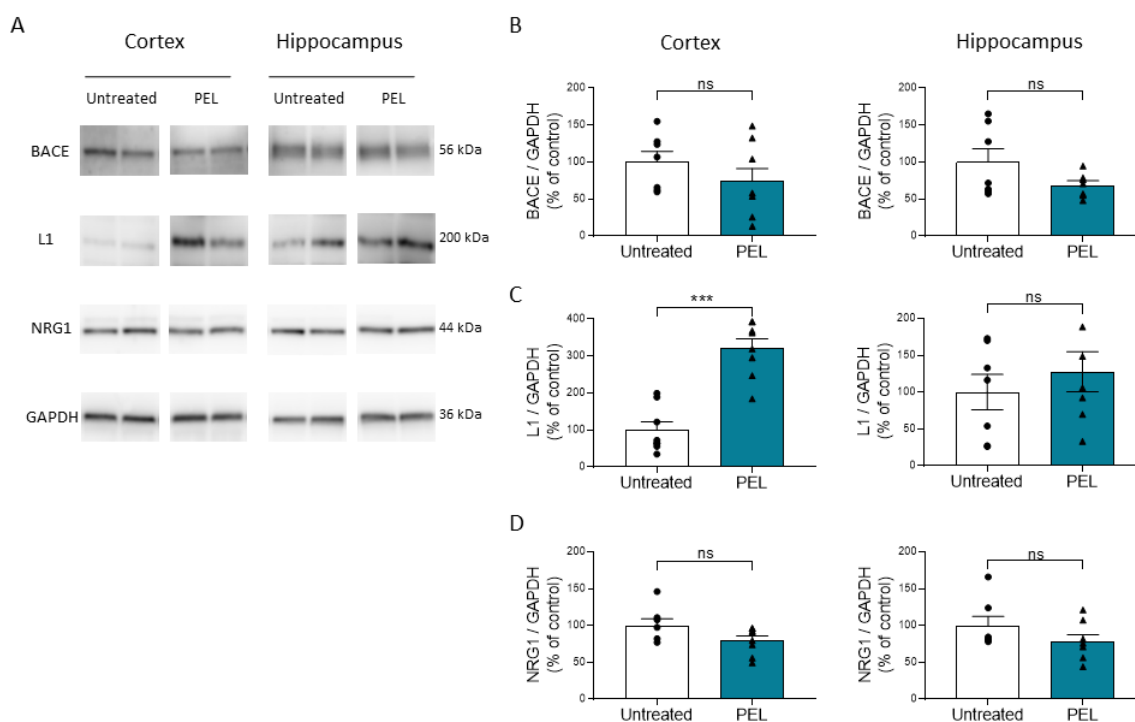 A
Cortex Hippocampus
Untreated PEL Untreated PEL
BACE 56 kDa
L1 200 kDa
NRG1 44 kDa
GAPDH 36 kDa
B
Cortex
ns
BACE / GAPDH
(% of control)
200
150
100
50
0
Untreated PEL
Hippocampus
ns
BACE / GAPDH
(% of control)
200
150
100
50
0
Untreated PEL
C
***
L1 / GAPDH
(% of control)
400
300
200
100
0
Untreated PEL
ns
L1 / GAPDH
(% of control)
200
150
100
50
0
Untreated PEL
D
ns
NRG1 / GAPDH
(% of control)
200
150
100
50
0
Untreated PEL
ns
NRG1 / GAPDH
(% of control)
200
150
100
50
0
Untreated PEL